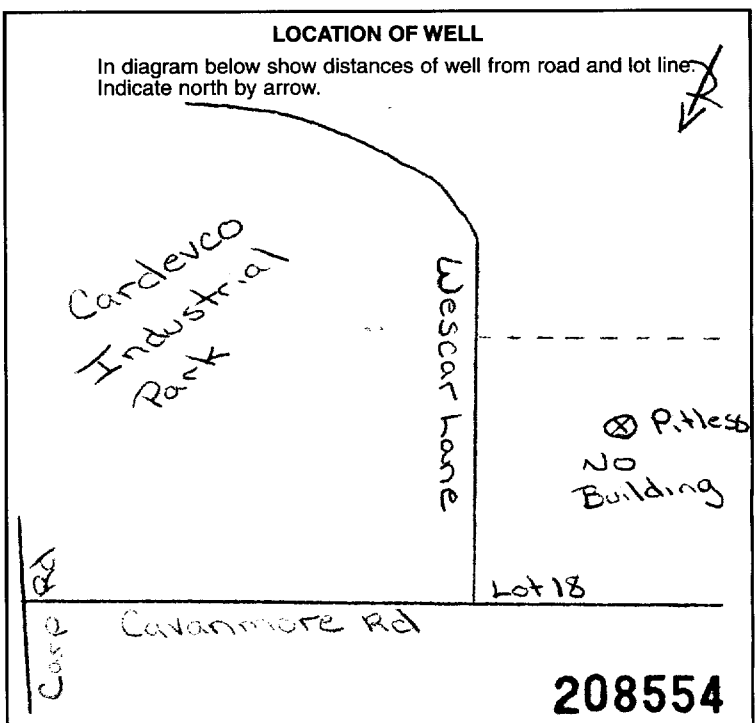 LOCATION OF WELL
In diagram below show distances of well from road and lot line.
Indicate north by arrow.
Cardevco
Industrial
Park
Wescar Lane
⊗ Pitless
No
Building
Lot 18
Carp Rd
Cavanmore Rd
208554